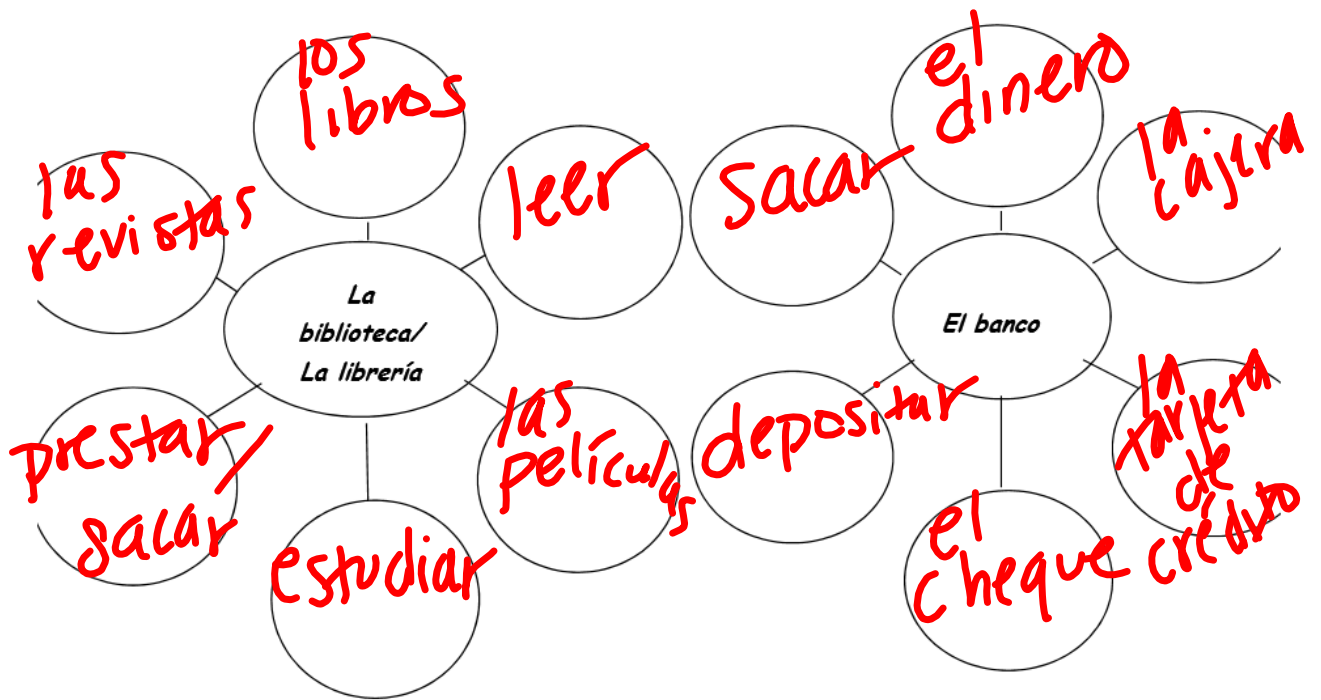 los
libros
las
revistas
leer
La
biblioteca/
La librería
prestar/
sacar
estudiar
las
películas
el
dinero
sacar
la
cajera
El banco
depositar
la
tarjeta
de
crédito
el
cheque